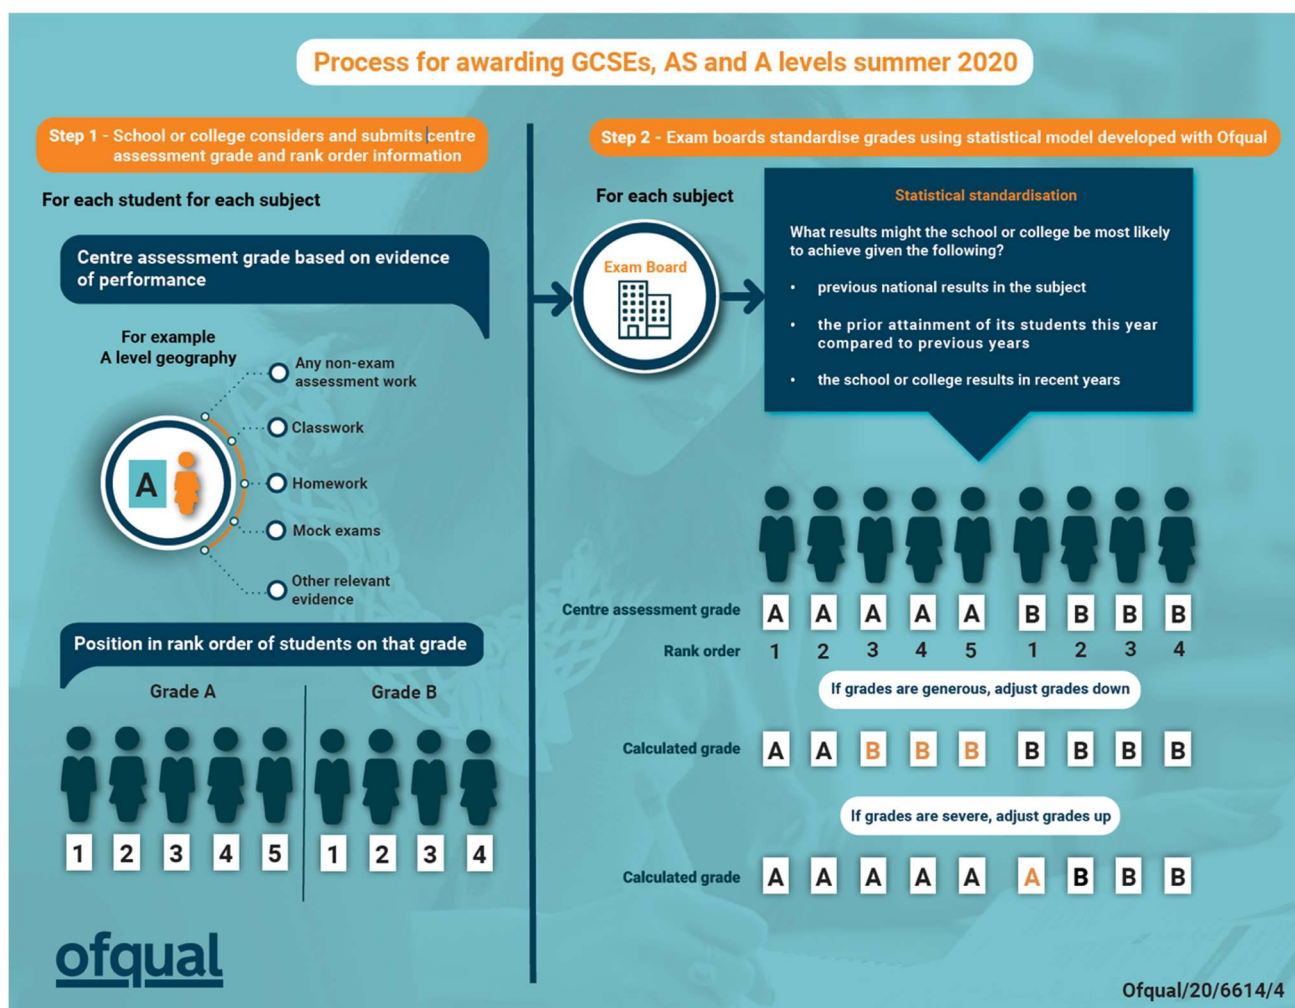 Process for awarding GCSEs, AS and A levels summer 2020
Step 1 - School or college considers and submits centre
assessment grade and rank order information
For each student for each subject
Centre assessment grade based on evidence
of performance
For example
A level geography
A
Any non-exam
assessment work
Classwork
Homework
Mock exams
Other relevant
evidence
Position in rank order of students on that grade
Grade A
Grade B
1 2 3 4 5 1 2 3 4
ofqual
Step 2 - Exam boards standardise grades using statistical model developed with Ofqual
For each subject
Exam Board
Statistical standardisation
What results might the school or college be most likely
to achieve given the following?
• previous national results in the subject
• the prior attainment of its students this year
compared to previous years
• the school or college results in recent years
Centre assessment grade A A A A A B B B B
Rank order 1 2 3 4 5 1 2 3 4
If grades are generous, adjust grades down
Calculated grade A A B B B B B B B
If grades are severe, adjust grades up
Calculated grade A A A A A A B B B
Ofqual/20/6614/4